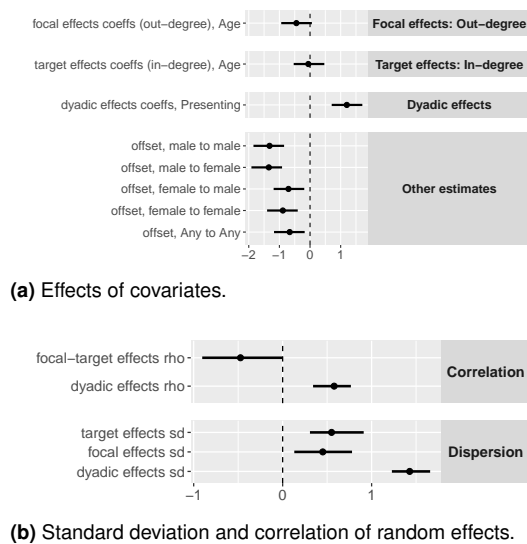 focal effects coeffs (out−degree), Age
Focal effects: Out−degree
target effects coeffs (in−degree), Age
Target effects: In−degree
dyadic effects coeffs, Presenting
Dyadic effects
offset, male to male
offset, male to female
offset, female to male
offset, female to female
offset, Any to Any
Other estimates
−2 −1 0 1
(a) Effects of covariates.
focal−target effects rho
dyadic effects rho
Correlation
target effects sd
focal effects sd
dyadic effects sd
Dispersion
−1 0 1
(b) Standard deviation and correlation of random effects.